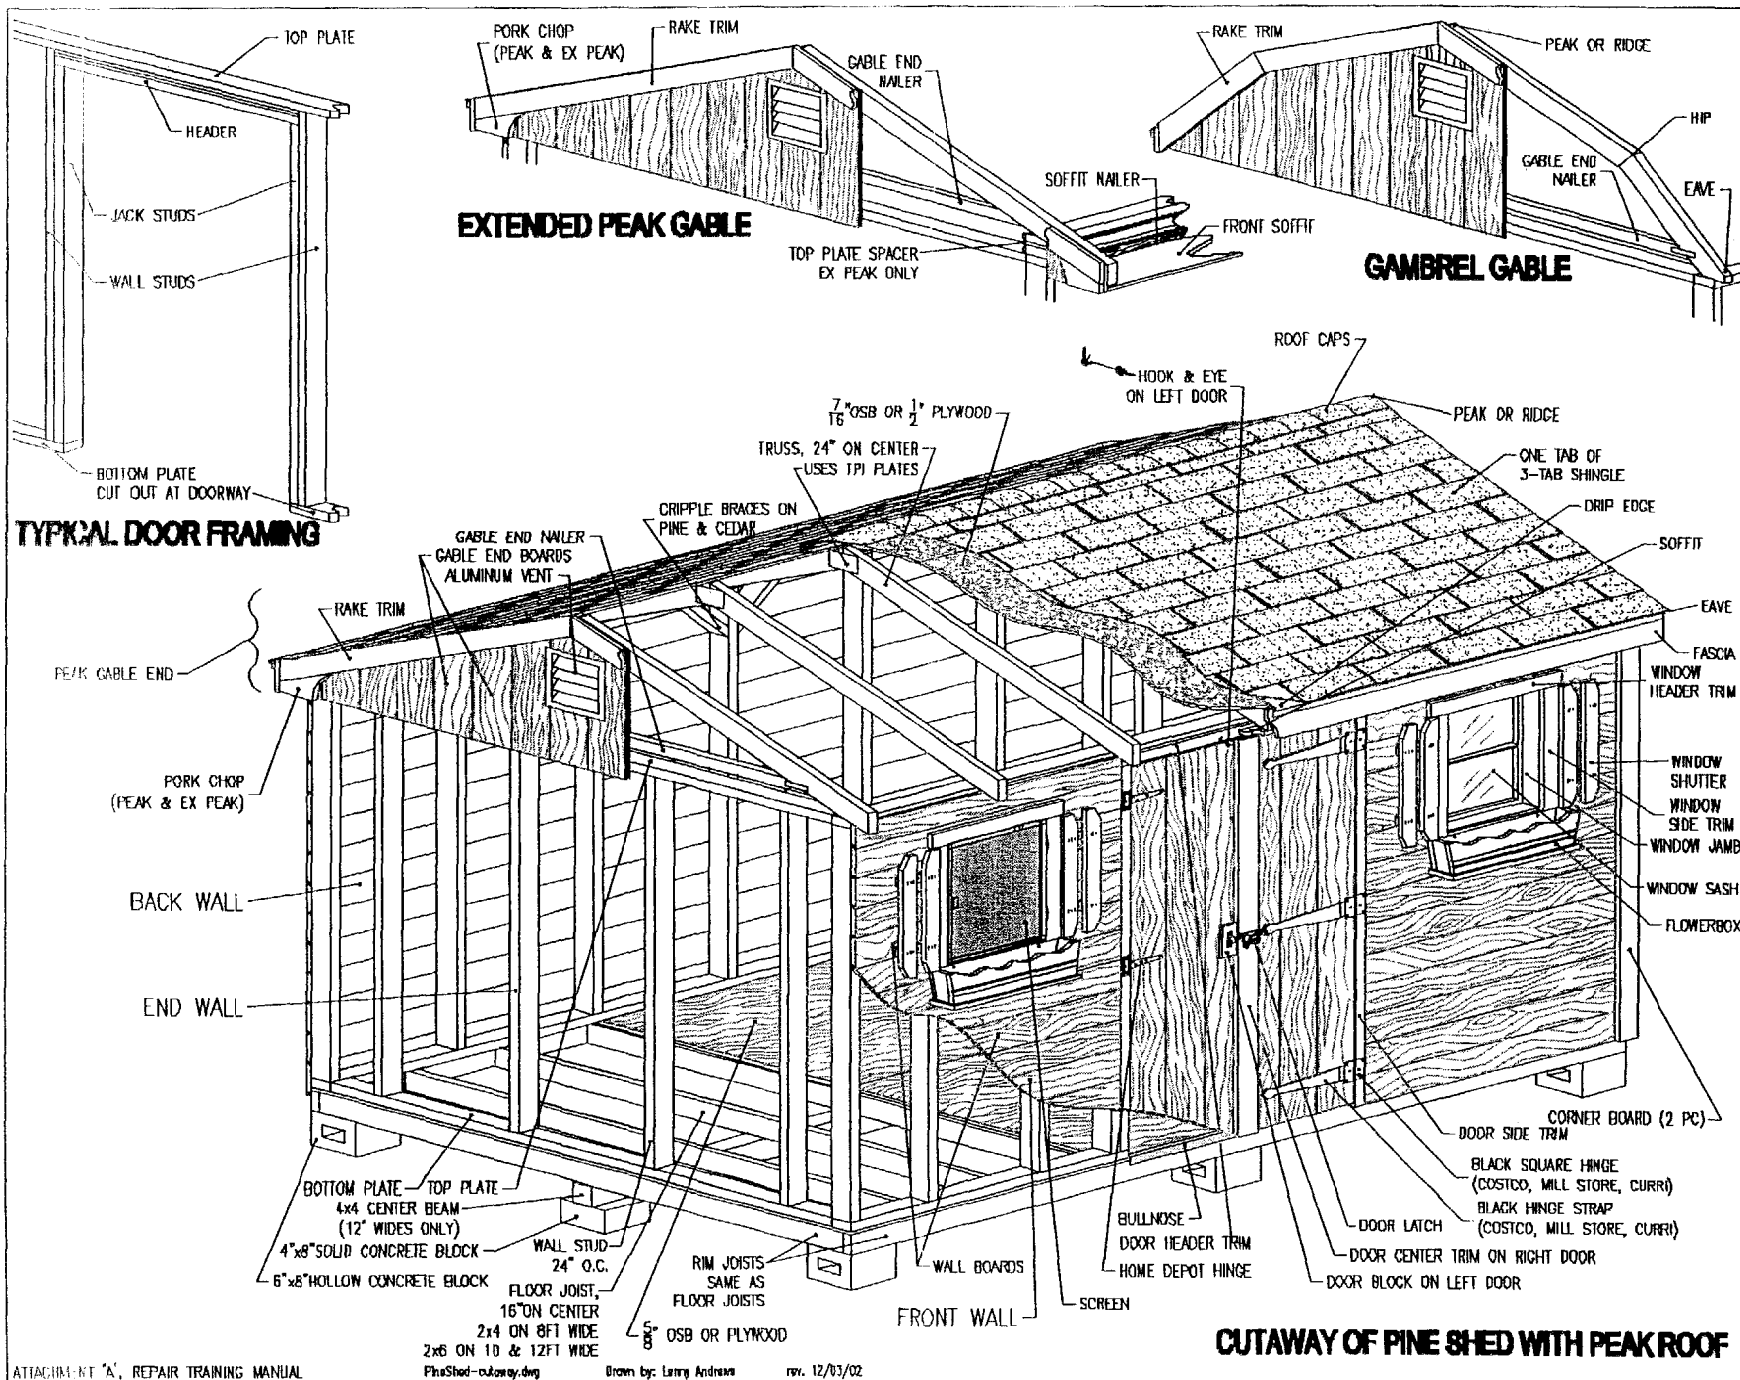 TOP PLATE
HEADER
JACK STUDS
WALL STUDS
BOTTOM PLATE
CUT OUT AT DOORWAY
TYPICAL DOOR FRAMING
PORK CHOP
(PEAK & EX PEAK)
RAKE TRIM
GABLE END
NAILER
SOFFIT NAILER
FRONT SOFFIT
TOP PLATE SPACER
EX PEAK ONLY
EXTENDED PEAK GABLE
RAKE TRIM
PEAK OR RIDGE
HIP
GABLE END
NAILER
EAVE
GAMBREL GABLE
ROOF CAPS
HOOK & EYE
ON LEFT DOOR
7/16"OSB OR 1/2" PLYWOOD
TRUSS, 24" ON CENTER
USES TPI PLATES
CRIPPLE BRACES ON
PINE & CEDAR
GABLE END NAILER
GABLE END BOARDS
ALUMINUM VENT
RAKE TRIM
PEAK GABLE END
PORK CHOP
(PEAK & EX PEAK)
BACK WALL
END WALL
PEAK OR RIDGE
ONE TAB OF
3-TAB SHINGLE
DRIP EDGE
SOFFIT
EAVE
FASCIA
WINDOW
HEADER TRIM
WINDOW
SHUTTER
WINDOW
SIDE TRIM
WINDOW JAMB
WINDOW SASH
FLOWERBOX
CORNER BOARD (2 PC)
DOOR SIDE TRIM
BLACK SQUARE HINGE
(COSTCO, MILL STORE, CURRI)
BLACK HINGE STRAP
(COSTCO, MILL STORE, CURRI)
DOOR LATCH
DOOR CENTER TRIM ON RIGHT DOOR
DOOR BLOCK ON LEFT DOOR
BULLNOSE
DOOR HEADER TRIM
HOME DEPOT HINGE
SCREEN
WALL BOARDS
FRONT WALL
RIM JOISTS
SAME AS
FLOOR JOISTS
BOTTOM PLATE
TOP PLATE
4x4 CENTER BEAM
(12' WIDES ONLY)
4"x8"SOLID CONCRETE BLOCK
6"x8"HOLLOW CONCRETE BLOCK
WALL STUD
24" O.C.
FLOOR JOIST,
16"ON CENTER
2x4 ON 8FT WIDE
2x6 ON 10 & 12FT WIDE
5/8" OSB OR PLYWOOD
CUTAWAY OF PINE SHED WITH PEAK ROOF
ATTACHMENT "A", REPAIR TRAINING MANUAL
PineShed-cutaway.dwg
Drawn by: Larry Andrews
rev. 12/03/02